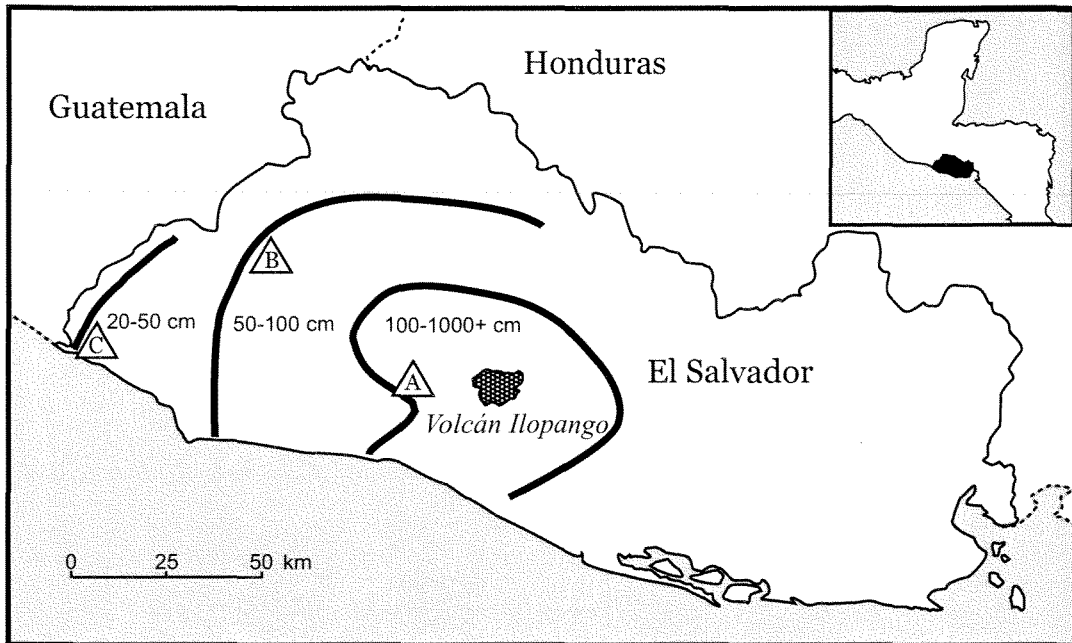 Honduras
Guatemala
B
20-50 cm
50-100 cm
100-1000+ cm
C
A
El Salvador
Volcán Ilopango
0 25 50 km